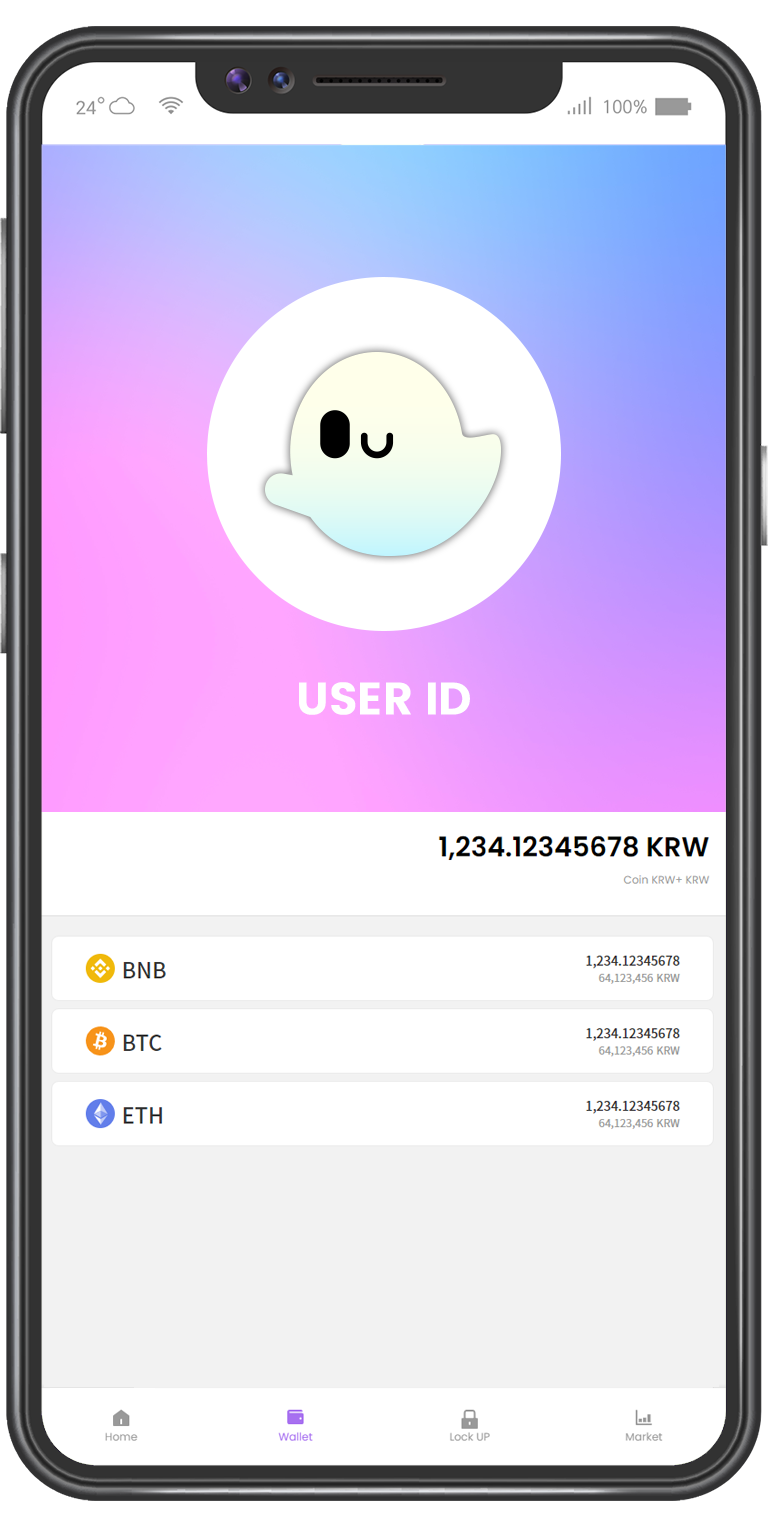 24° 100%
USER ID
1,234.12345678 KRW
Coin KRW+ KRW
BNB 1,234.12345678
64,123,456 KRW
BTC 1,234.12345678
64,123,456 KRW
ETH 1,234.12345678
64,123,456 KRW
Home Wallet Lock UP Market